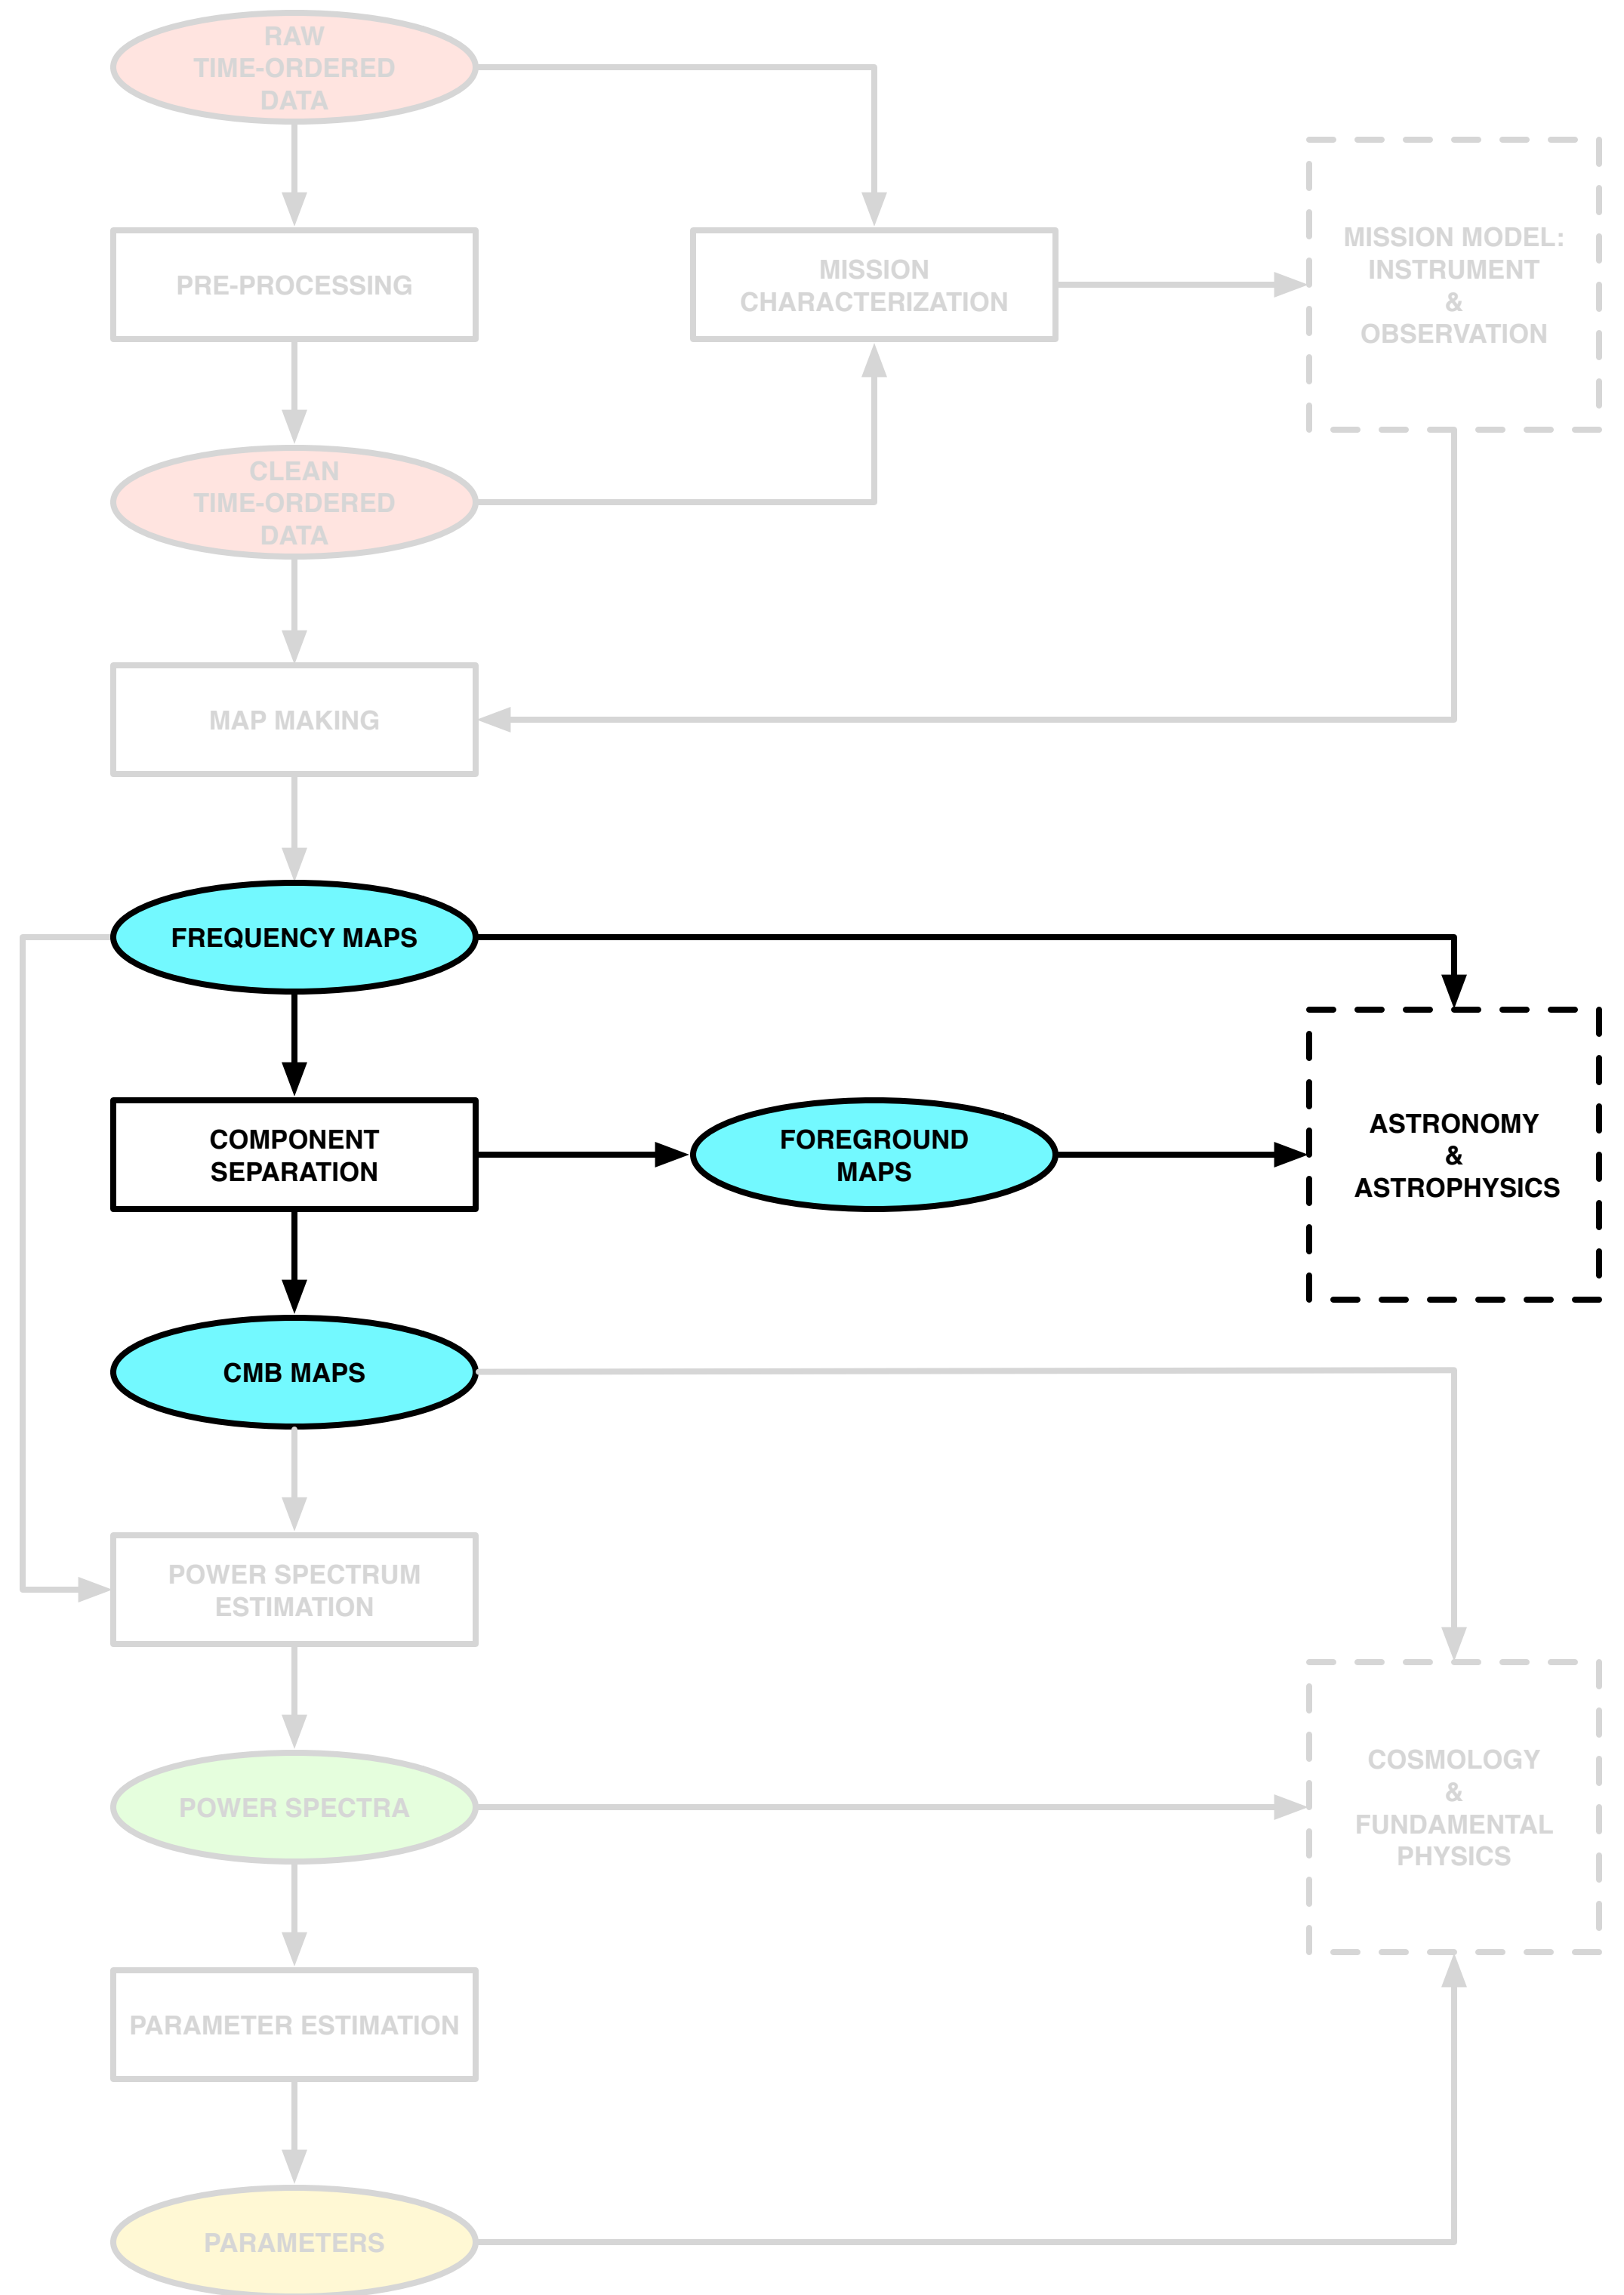 RAW
TIME-ORDERED
DATA
PRE-PROCESSING
MISSION
CHARACTERIZATION
MISSION MODEL:
INSTRUMENT
&
OBSERVATION
CLEAN
TIME-ORDERED
DATA
MAP MAKING
FREQUENCY MAPS
COMPONENT
SEPARATION
FOREGROUND
MAPS
ASTRONOMY
&
ASTROPHYSICS
CMB MAPS
POWER SPECTRUM
ESTIMATION
POWER SPECTRA
COSMOLOGY
&
FUNDAMENTAL
PHYSICS
PARAMETER ESTIMATION
PARAMETERS